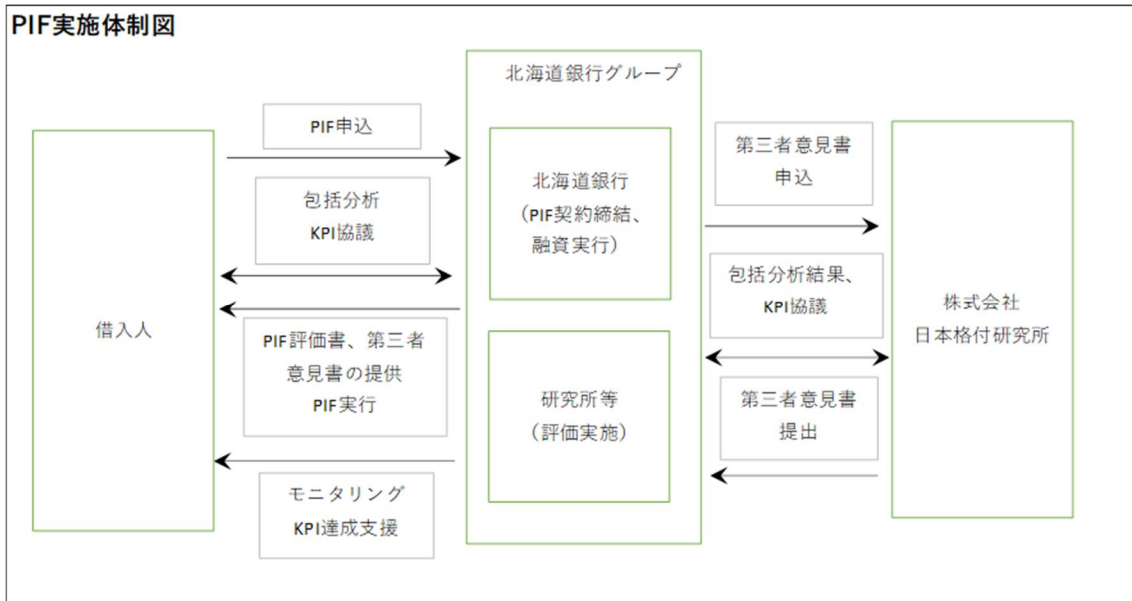 PIF実施体制図
北海道銀行グループ
PIF申込
包括分析
KPI協議
PIF評価書、第三者
意見書の提供
PIF実行
モニタリング
KPI達成支援
借入人
北海道銀行
（PIF契約締結、
融資実行）
研究所等
（評価実施）
第三者意見書
申込
包括分析結果、
KPI協議
第三者意見書
提出
株式会社
日本格付研究所